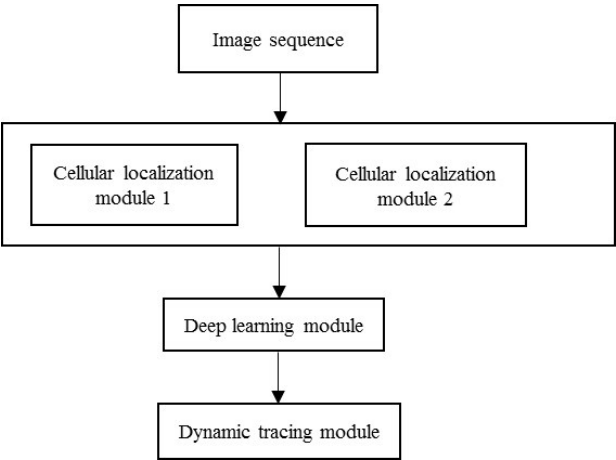 Image sequence
Cellular localization
module 1
Cellular localization
module 2
Deep learning module
Dynamic tracing module